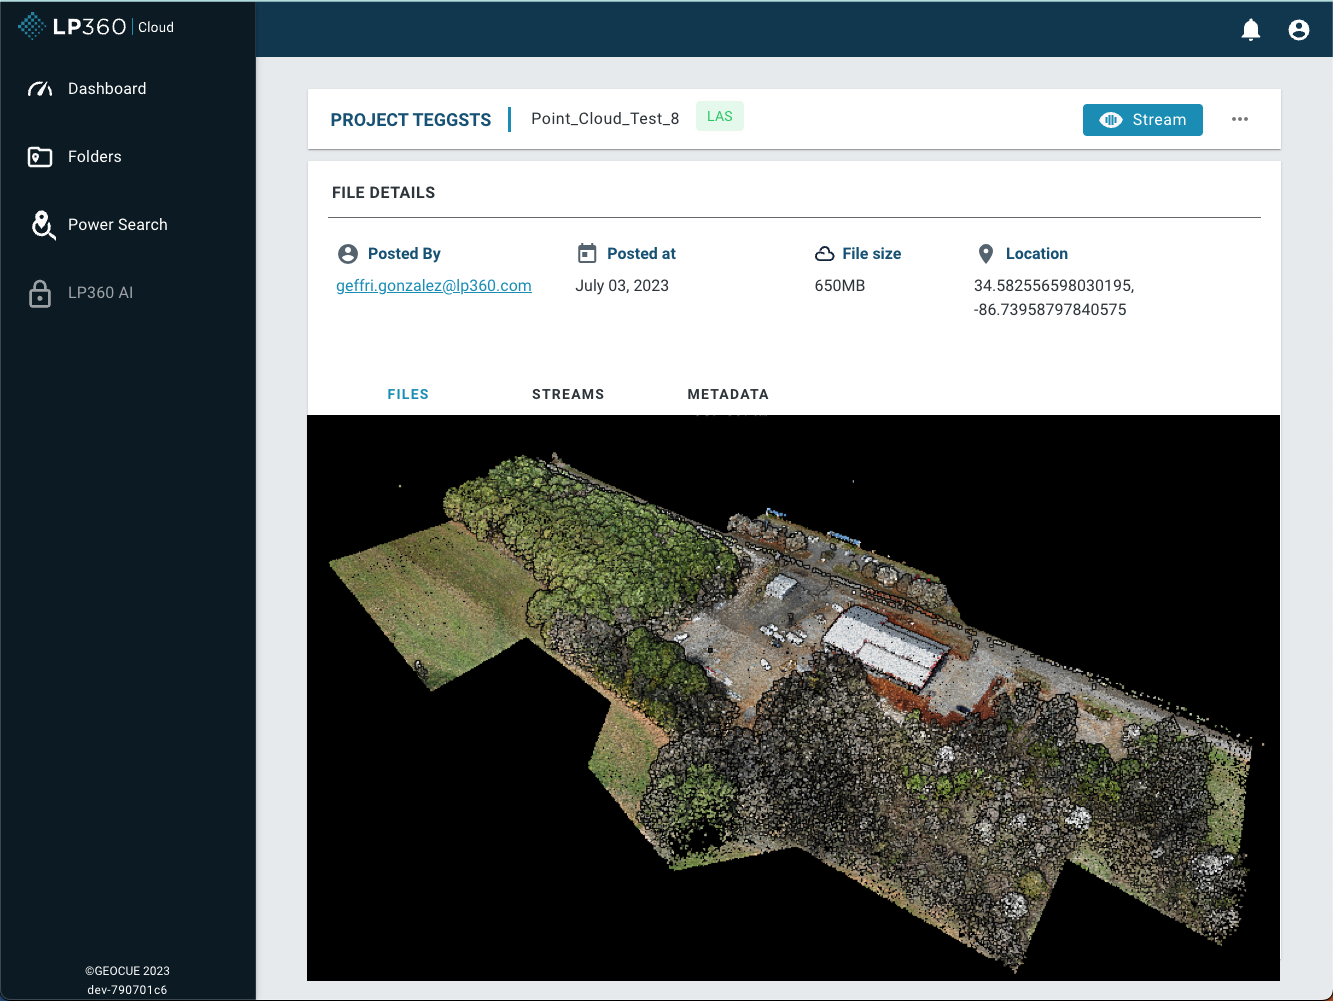 LP360 | Cloud
Dashboard
Folders
Power Search
LP360 AI
©GEOCUE 2023
dev-790701c6
PROJECT TEGGSTS
Point_Cloud_Test_8
LAS
Stream
FILE DETAILS
Posted By
geffri.gonzalez@lp360.com
Posted at
July 03, 2023
File size
650MB
Location
34.582556598030195,
-86.73958797840575
FILES
STREAMS
METADATA